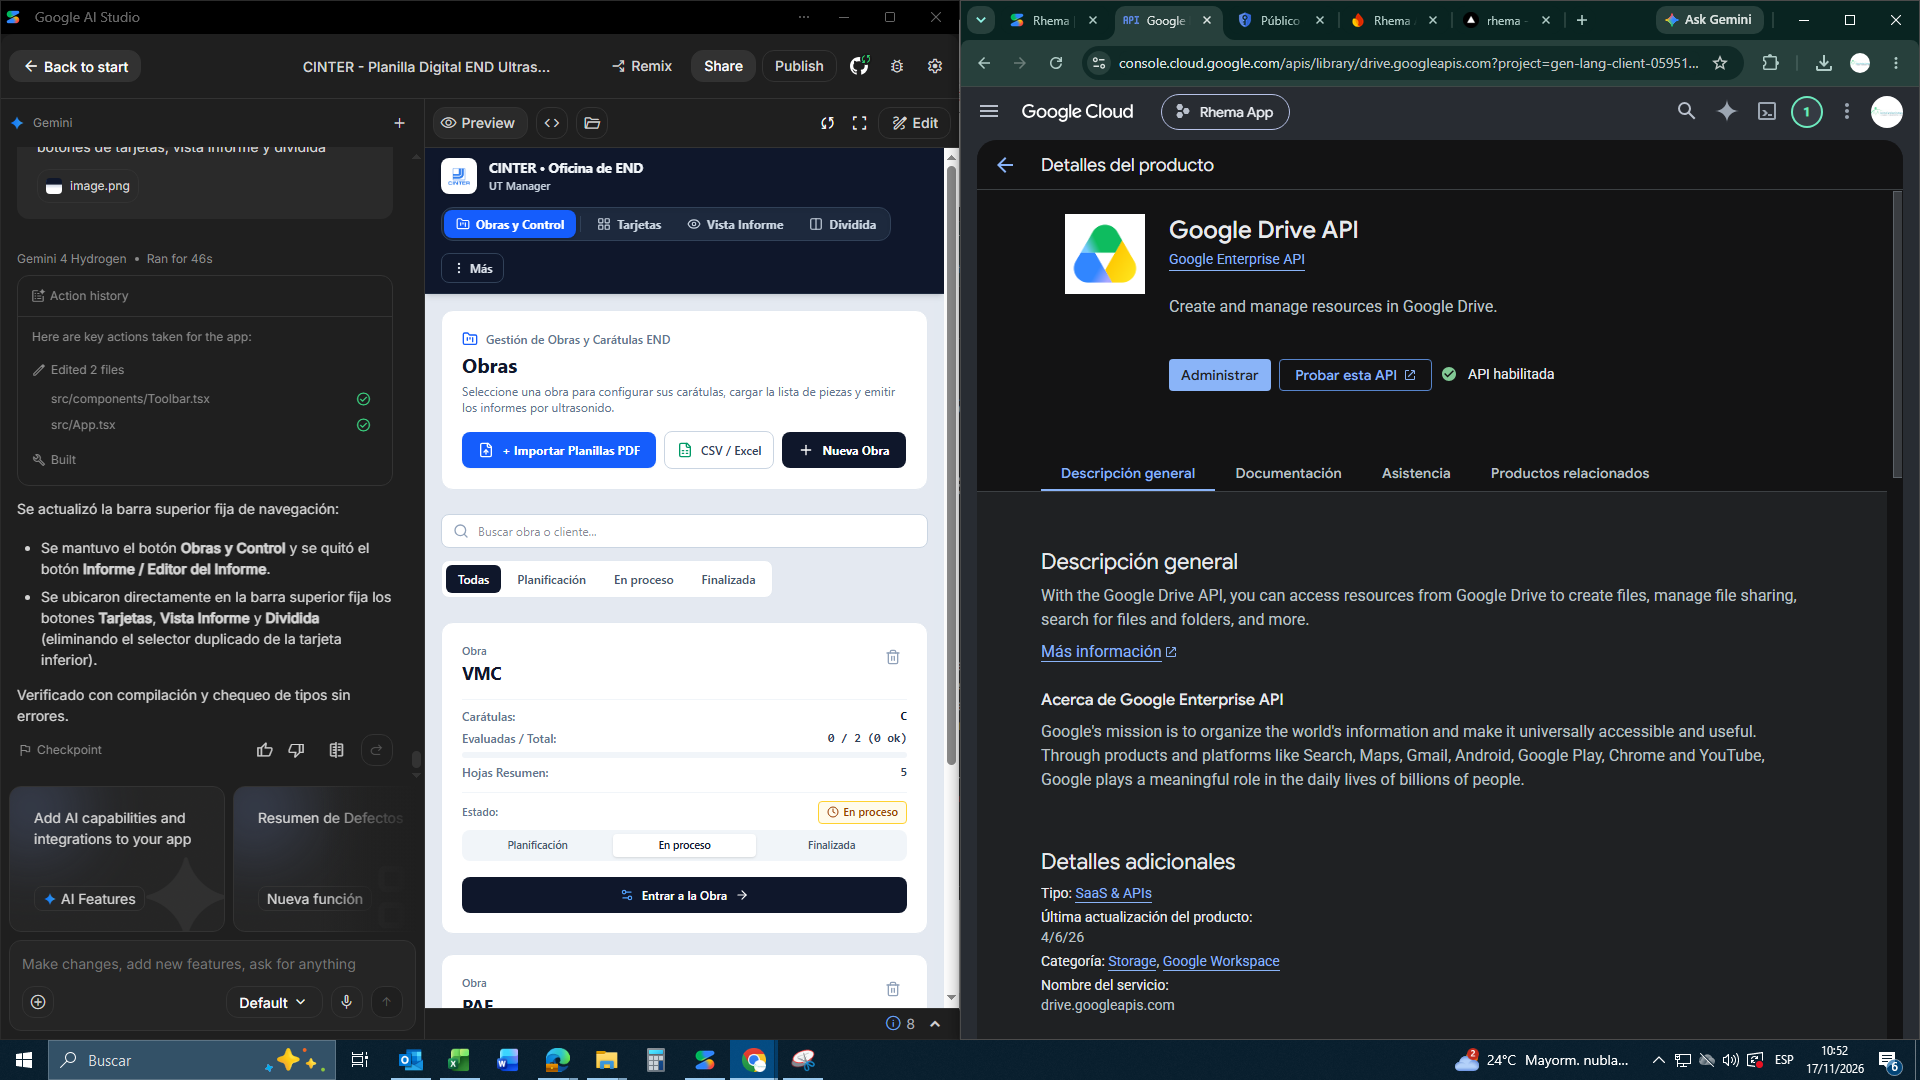 Google AI Studio
Back to start
CINTER - Planilla Digital END Ultras...
Remix
Share
Publish
Gemini
botones de tarjetas, vista informe y dividida
image.png
Gemini 4 Hydrogen • Ran for 46s
Action history
Here are key actions taken for the app:
Edited 2 files
src/components/Toolbar.tsx
src/App.tsx
Built
Se actualizó la barra superior fija de navegación:
• Se mantuvo el botón Obras y Control y se quitó el
botón Informe / Editor del Informe.
• Se ubicaron directamente en la barra superior fija los
botones Tarjetas, Vista Informe y Dividida
(eliminando el selector duplicado de la tarjeta
inferior).
Verificado con compilación y chequeo de tipos sin
errores.
Checkpoint
Add AI capabilities and
integrations to your app
AI Features
Resumen de Defectos
Nueva función
Make changes, add new features, ask for anything
Default
Preview
Edit
CINTER • Oficina de END
UT Manager
Obras y Control
Tarjetas
Vista Informe
Dividida
Más
Gestión de Obras y Carátulas END
Obras
Seleccione una obra para configurar sus carátulas, cargar la lista de piezas y emitir
los informes por ultrasonido.
+ Importar Planillas PDF
CSV / Excel
Nueva Obra
Buscar obra o cliente...
Todas
Planificación
En proceso
Finalizada
Obra
VMC
Carátulas:
C
Evaluadas / Total:
0 / 2 (0 ok)
Hojas Resumen:
5
Estado:
En proceso
Planificación
En proceso
Finalizada
Entrar a la Obra
Obra
PAE
8
Rhema
API Google
Público
Rhema
rhema
Ask Gemini
console.cloud.google.com/apis/library/drive.googleapis.com?project=gen-lang-client-05951...
Google Cloud
Rhema App
1
Detalles del producto
Google Drive API
Google Enterprise API
Create and manage resources in Google Drive.
Administrar
Probar esta API
API habilitada
Descripción general
Documentación
Asistencia
Productos relacionados
Descripción general
With the Google Drive API, you can access resources from Google Drive to create files, manage file sharing,
search for files and folders, and more.
Más información
Acerca de Google Enterprise API
Google's mission is to organize the world's information and make it universally accessible and useful.
Through products and platforms like Search, Maps, Gmail, Android, Google Play, Chrome and YouTube,
Google plays a meaningful role in the daily lives of billions of people.
Detalles adicionales
Tipo: SaaS & APIs
Última actualización del producto:
4/6/26
Categoría: Storage, Google Workspace
Nombre del servicio:
drive.googleapis.com
Buscar
2
24°C Mayorm. nubla...
ESP
10:52
17/11/2026
6